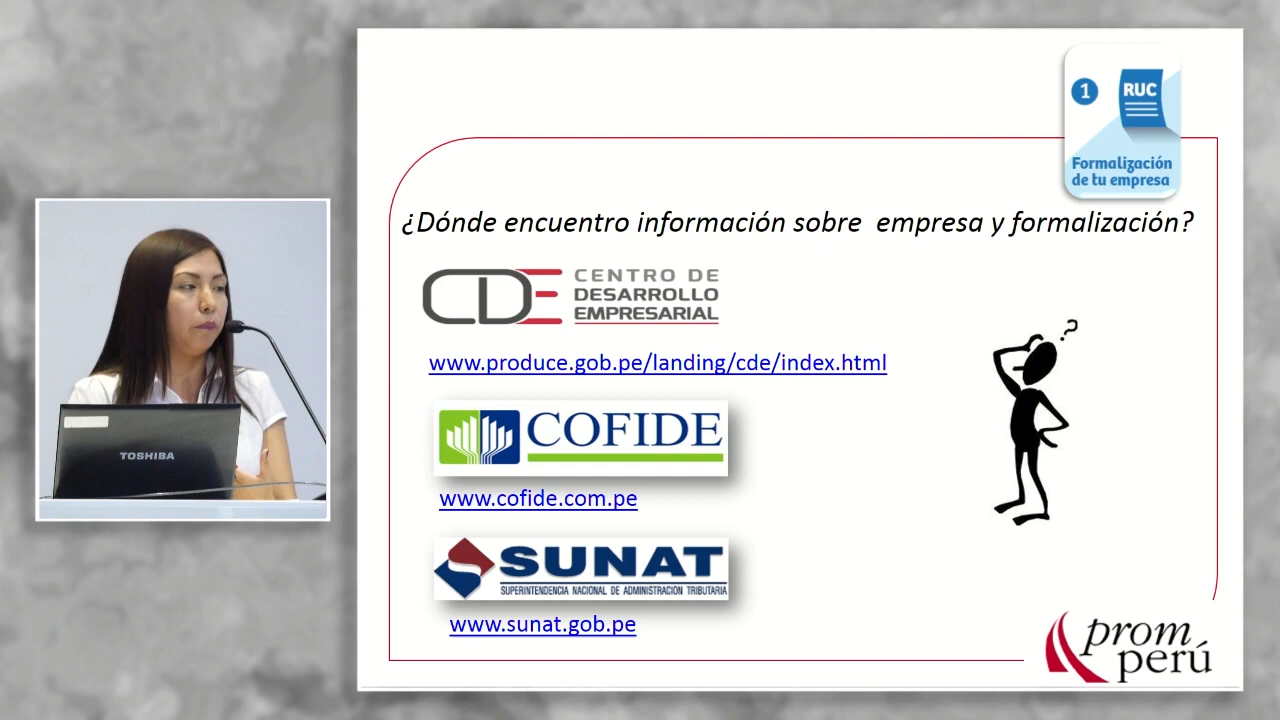 1
RUC
Formalización
de tu empresa
¿Dónde encuentro información sobre empresa y formalización?
CDE
CENTRO DE
DESARROLLO
EMPRESARIAL
www.produce.gob.pe/landing/cde/index.html
COFIDE
www.cofide.com.pe
SUNAT
SUPERINTENDENCIA NACIONAL DE ADMINISTRACIÓN TRIBUTARIA
www.sunat.gob.pe
?
TOSHIBA
prom
perú